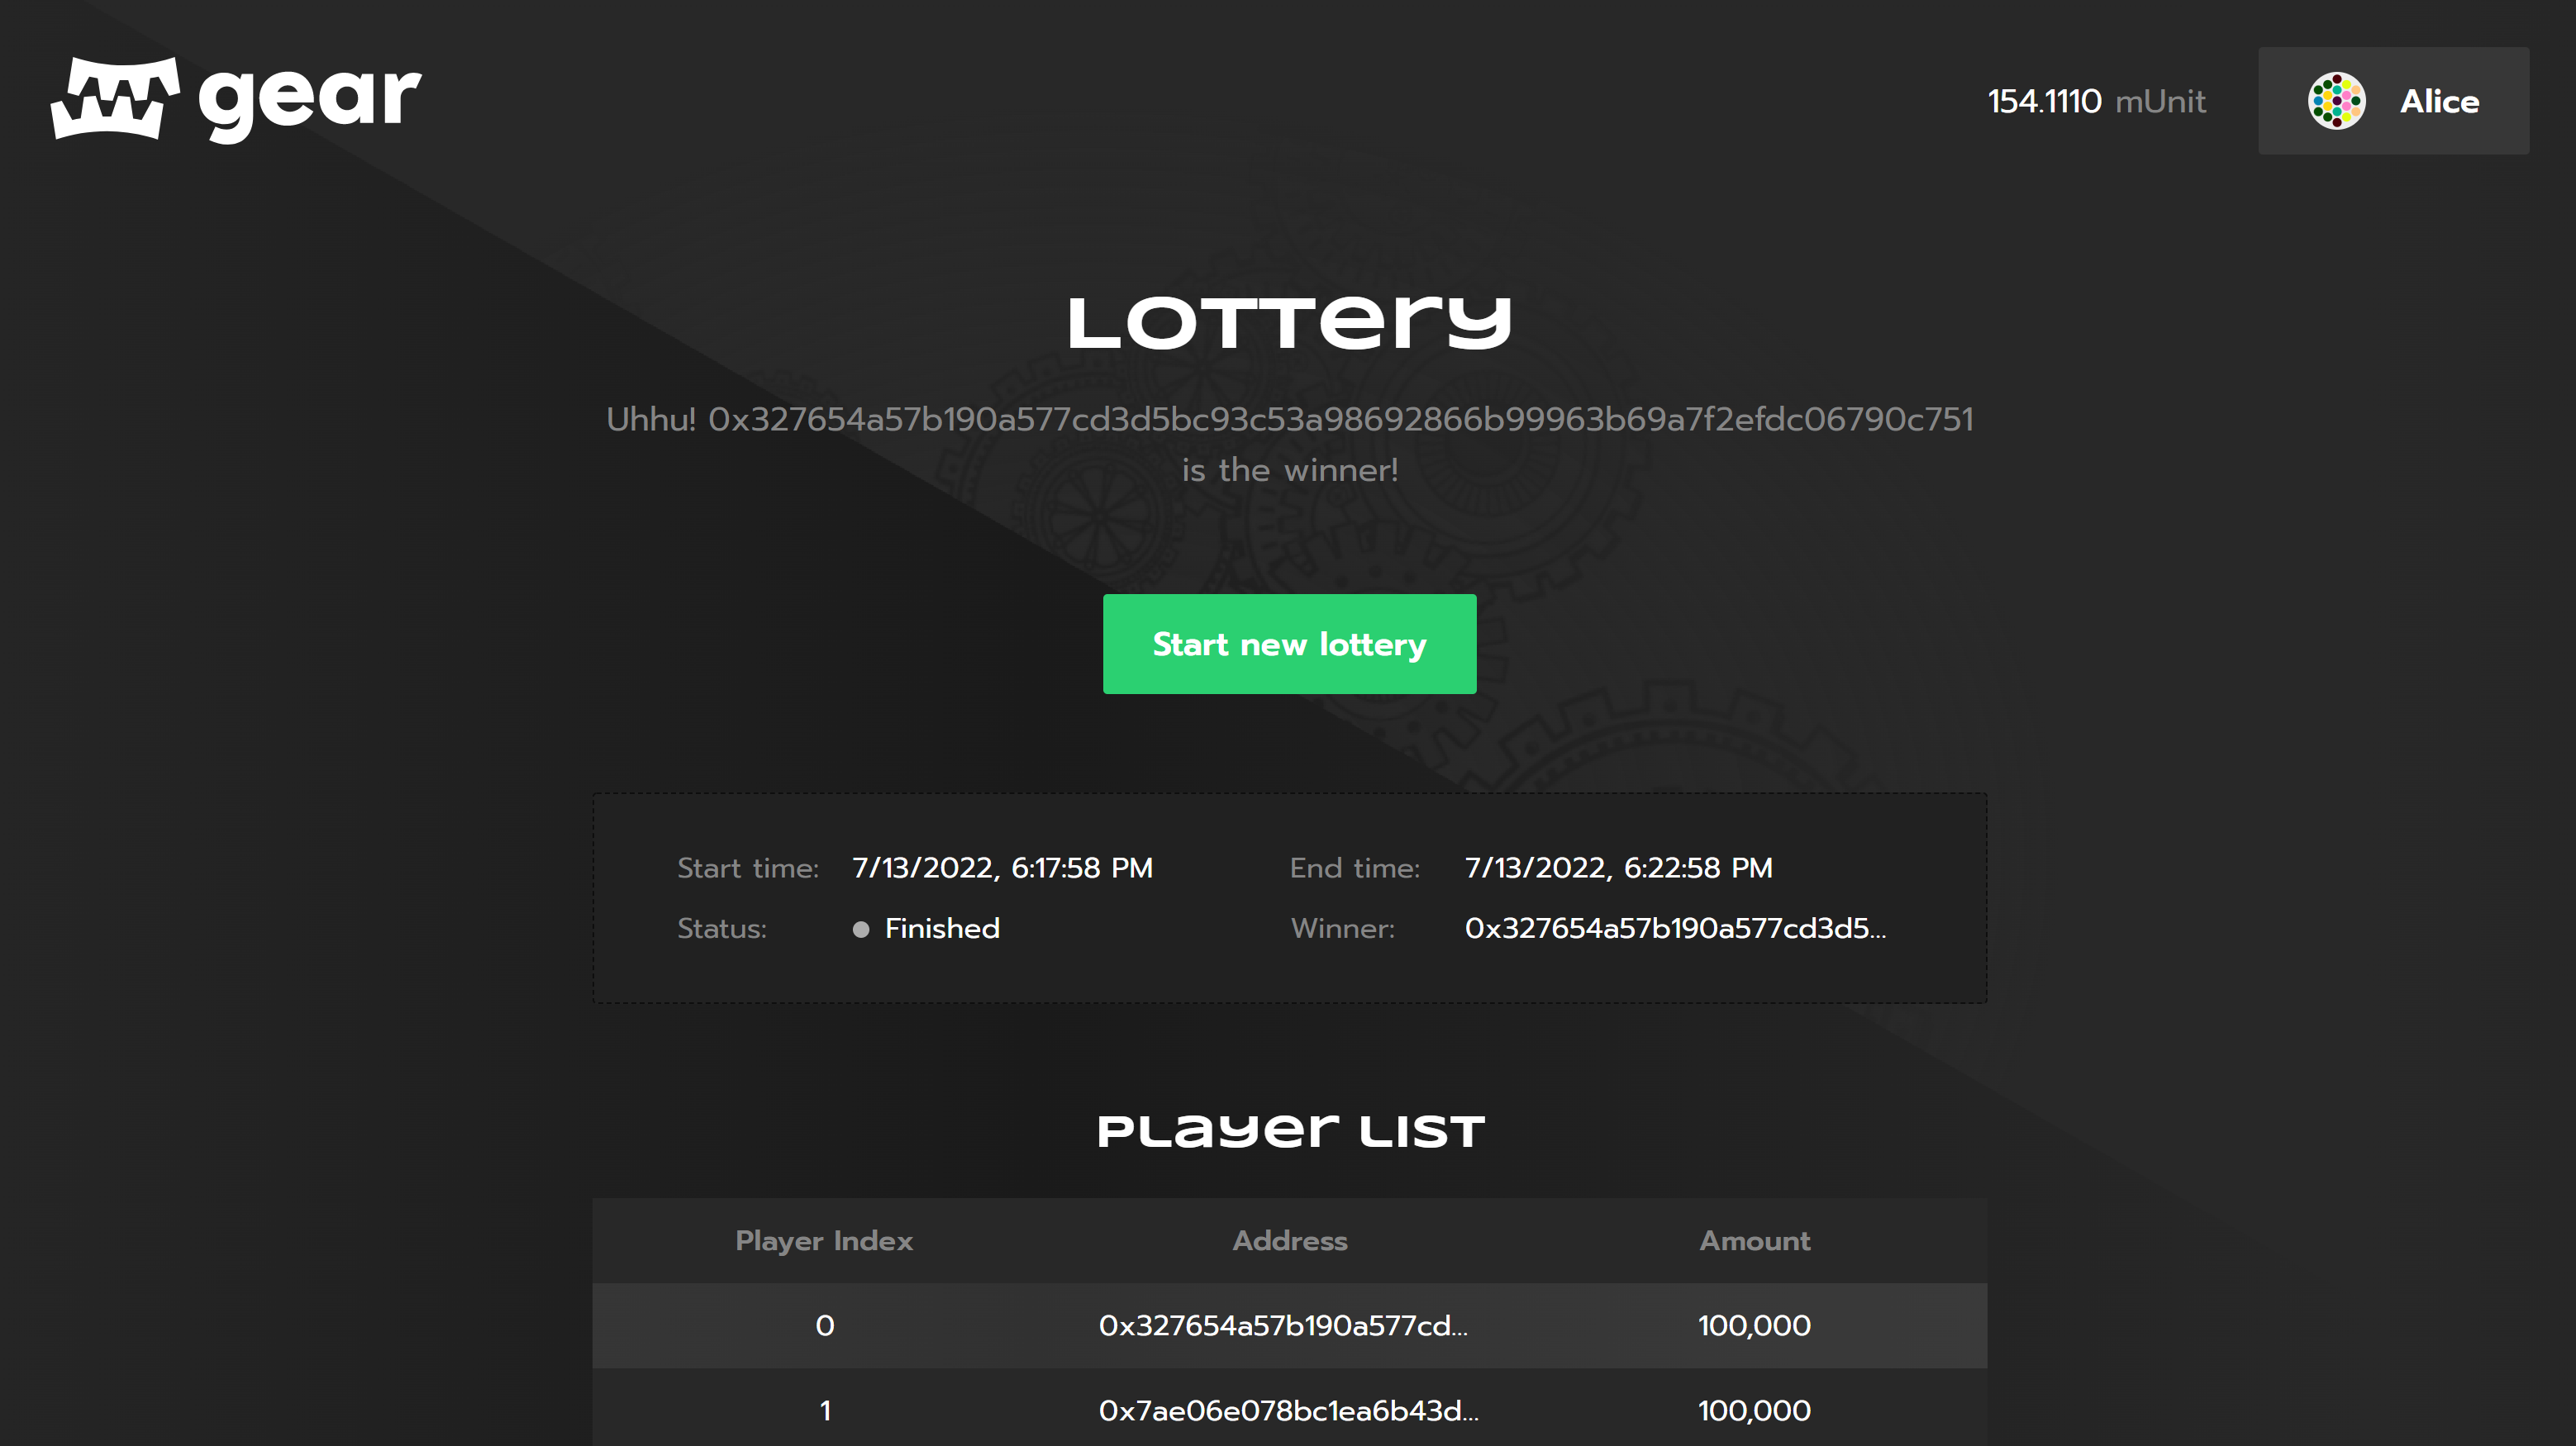 gear
154.1110 mUnit
Alice
Lottery
Uhhu! 0x327654a57b190a577cd3d5bc93c53a98692866b99963b69a7f2efdc06790c751
is the winner!
Start new lottery
Start time: 7/13/2022, 6:17:58 PM End time: 7/13/2022, 6:22:58 PM
Status: Finished Winner: 0x327654a57b190a577cd3d5...
Player list
Player Index Address Amount
0 0x327654a57b190a577cd... 100,000
1 0x7ae06e078bc1ea6b43d... 100,000